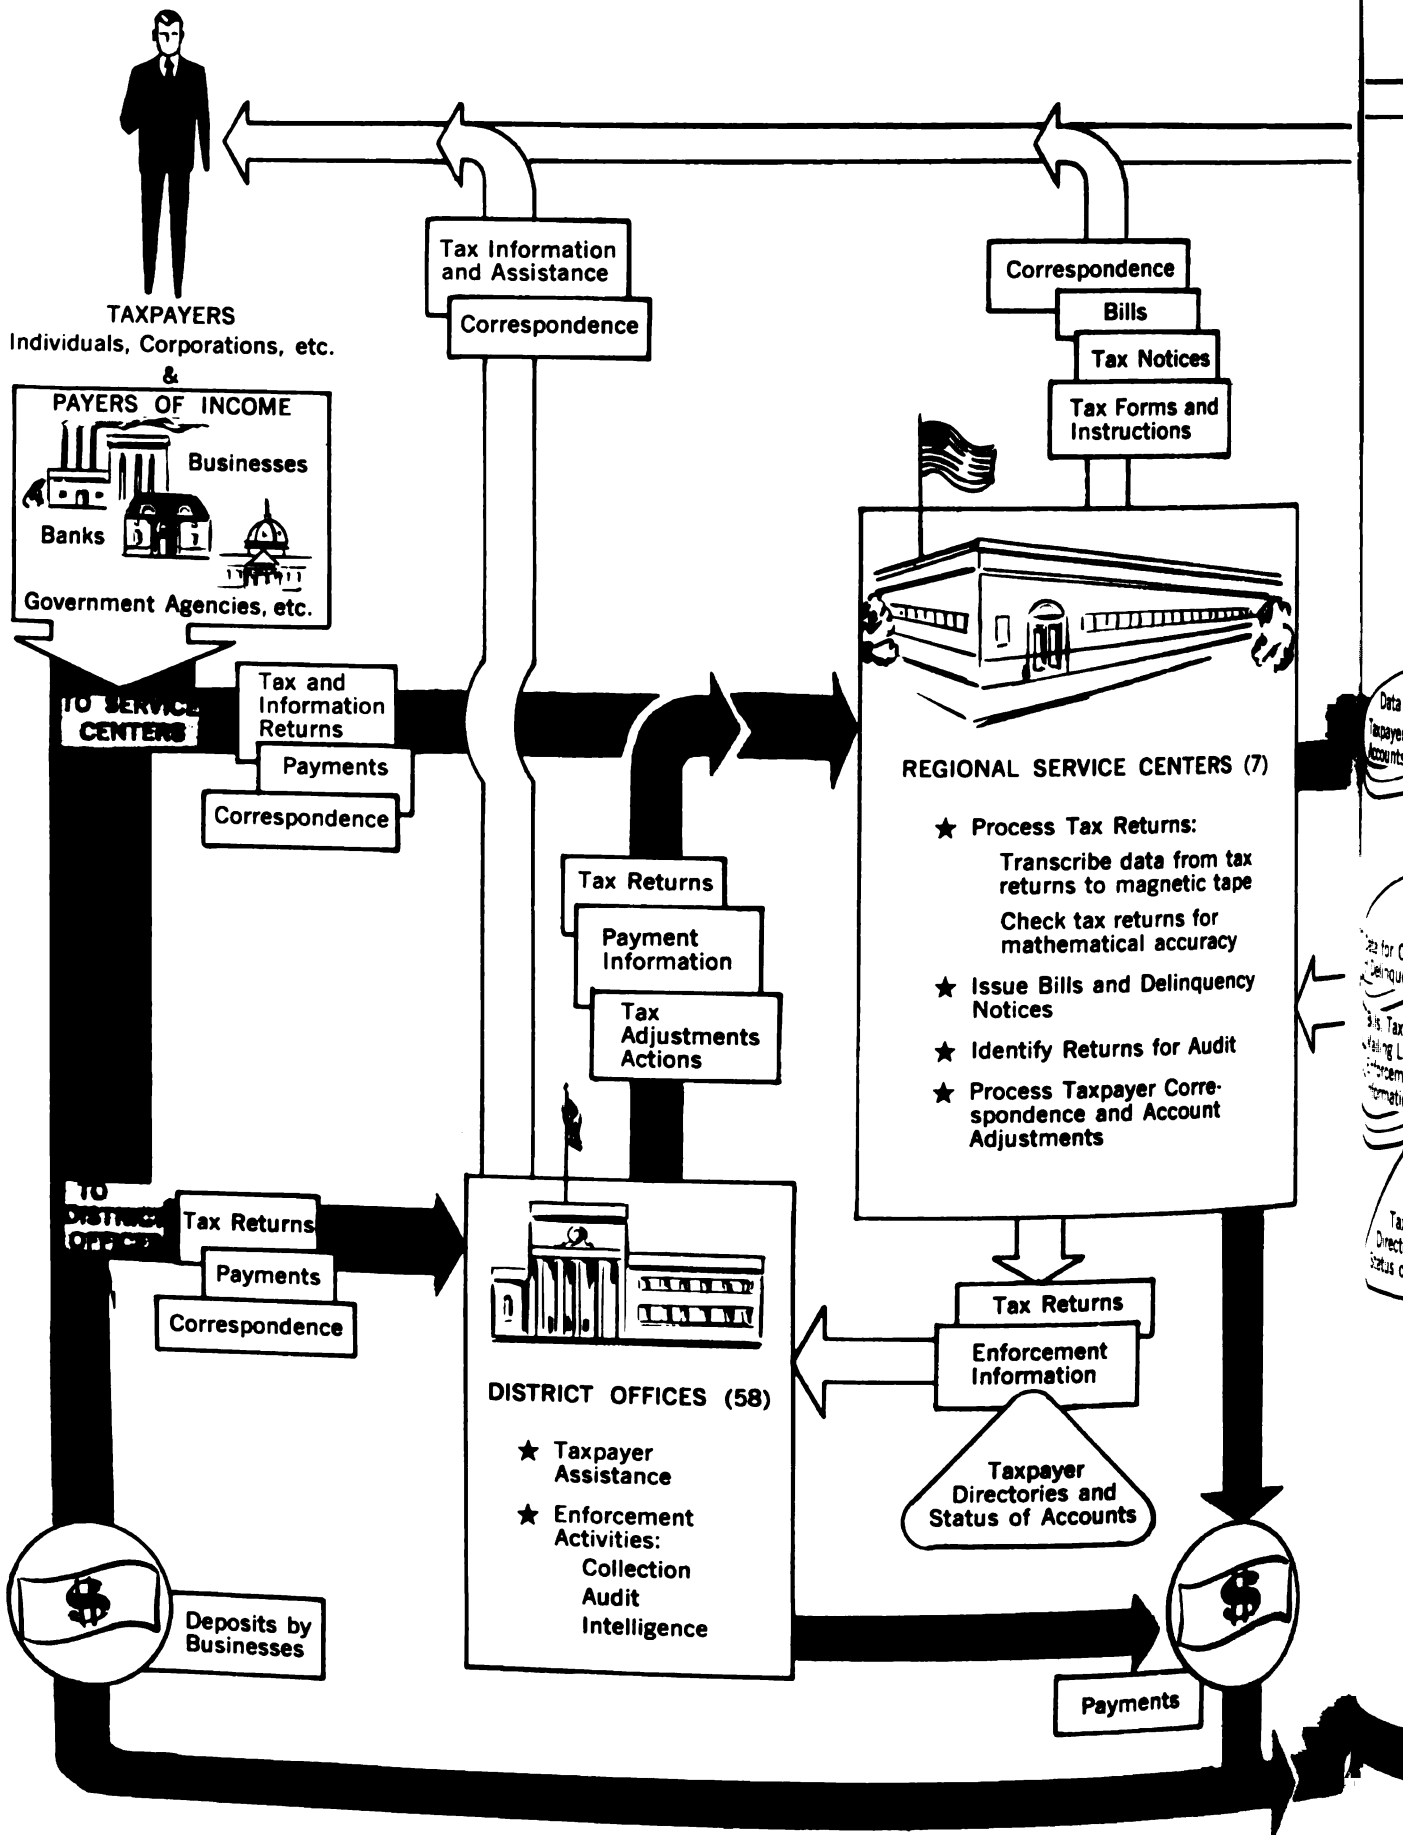 Tax Information
and Assistance
Correspondence
Correspondence
Bills
Tax Notices
Tax Forms and
Instructions
TAXPAYERS
Individuals, Corporations, etc.
&
PAYERS OF INCOME
Businesses
Banks
Government Agencies, etc.
TO SERVICE
CENTERS
Tax and
Information
Returns
Payments
Correspondence
REGIONAL SERVICE CENTERS (7)
★ Process Tax Returns:
Transcribe data from tax
returns to magnetic tape
Check tax returns for
mathematical accuracy
★ Issue Bills and Delinquency
Notices
★ Identify Returns for Audit
★ Process Taxpayer Corre-
spondence and Account
Adjustments
Data
Taxpayer
Accounts
Tax Returns
Payment
Information
Tax
Adjustments
Actions
TO
DISTRICT
OFFICES
Tax Returns
Payments
Correspondence
DISTRICT OFFICES (58)
★ Taxpayer
Assistance
★ Enforcement
Activities:
Collection
Audit
Intelligence
Tax Returns
Enforcement
Information
Taxpayer
Directories and
Status of Accounts
$
Deposits by
Businesses
$
Payments